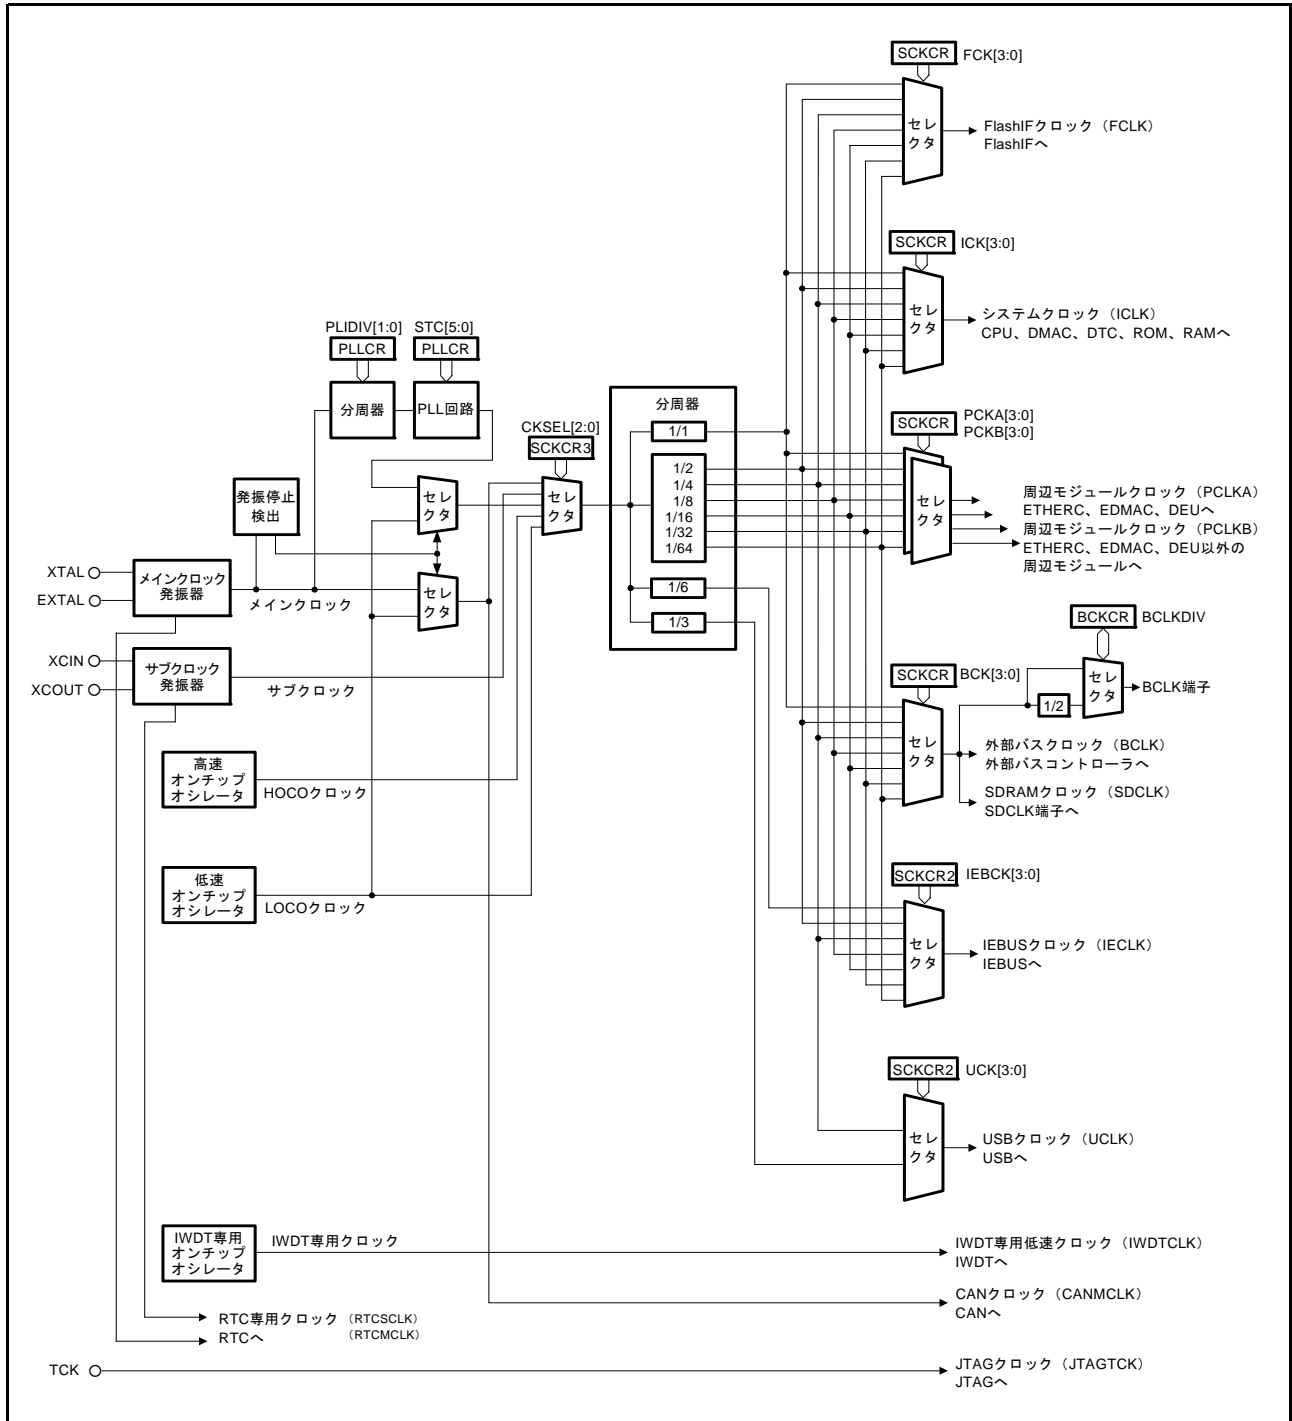 SCKCR FCK[3:0]
セレ
クタ
FlashIFクロック（FCLK）
FlashIFへ
SCKCR ICK[3:0]
セレ
クタ
システムクロック（ICLK）
CPU、DMAC、DTC、ROM、RAMへ
PLIDIV[1:0] STC[5:0]
PLLCR PLLCR
分周器 PLL回路
CKSEL[2:0]
SCKCR3
分周器
1/1
1/2
1/4
1/8
1/16
1/32
1/64
1/6
1/3
SCKCR PCKA[3:0]
PCKB[3:0]
セレ
クタ
周辺モジュールクロック（PCLKA）
ETHERC、EDMAC、DEUへ
周辺モジュールクロック（PCLKB）
ETHERC、EDMAC、DEU以外の
周辺モジュールへ
発振停止
検出
セレ
クタ
セレ
クタ
セレ
クタ
XTAL
EXTAL
メインクロック
発振器
メインクロック
XCIN
XCOUT
サブクロック
発振器
サブクロック
BCKCR BCLKDIV
セレ
クタ
1/2
BCLK端子
SCKCR BCK[3:0]
セレ
クタ
外部バスクロック（BCLK）
外部バスコントローラへ
SDRAMクロック（SDCLK）
SDCLK端子へ
高速
オンチップ
オシレータ
HOCOクロック
低速
オンチップ
オシレータ
LOCOクロック
SCKCR2 IEBCK[3:0]
セレ
クタ
IEBUSクロック（IECLK）
IEBUSへ
SCKCR2 UCK[3:0]
セレ
クタ
USBクロック（UCLK）
USBへ
IWDT専用
オンチップ
オシレータ
IWDT専用クロック
IWDT専用低速クロック（IWDTCLK）
IWDTへ
CANクロック（CANMCLK）
CANへ
RTC専用クロック（RTCSCLK）
RTCへ （RTCMCLK）
TCK
JTAGクロック（JTAGTCK）
JTAGへ